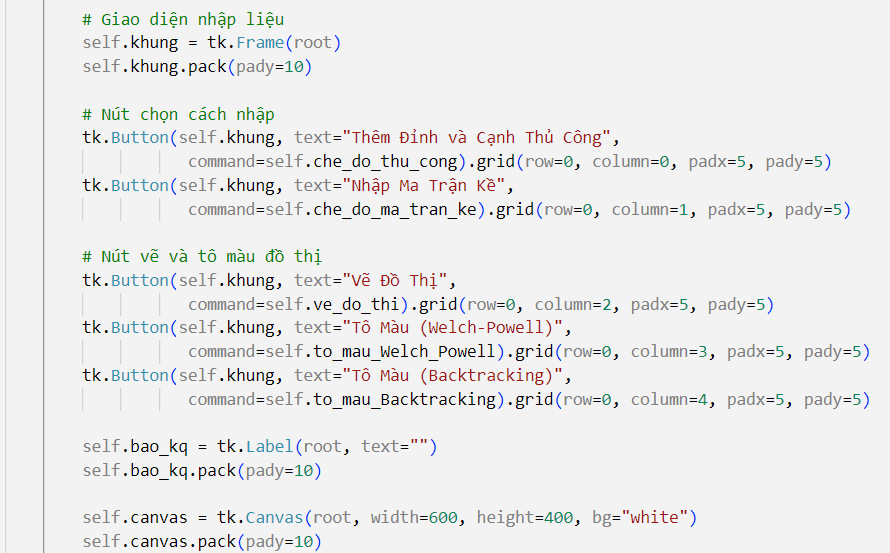 # Giao diện nhập liệu
self.khung = tk.Frame(root)
self.khung.pack(pady=10)
# Nút chọn cách nhập
tk.Button(self.khung, text="Thêm Đỉnh và Cạnh Thủ Công",
command=self.che_do_thu_cong).grid(row=0, column=0, padx=5, pady=5)
tk.Button(self.khung, text="Nhập Ma Trận Kề",
command=self.che_do_ma_tran_ke).grid(row=0, column=1, padx=5, pady=5)
# Nút vẽ và tô màu đồ thị
tk.Button(self.khung, text="Vẽ Đồ Thị",
command=self.ve_do_thi).grid(row=0, column=2, padx=5, pady=5)
tk.Button(self.khung, text="Tô Màu (Welch-Powell)",
command=self.to_mau_Welch_Powell).grid(row=0, column=3, padx=5, pady=5)
tk.Button(self.khung, text="Tô Màu (Backtracking)",
command=self.to_mau_Backtracking).grid(row=0, column=4, padx=5, pady=5)
self.bao_kq = tk.Label(root, text="")
self.bao_kq.pack(pady=10)
self.canvas = tk.Canvas(root, width=600, height=400, bg="white")
self.canvas.pack(pady=10)